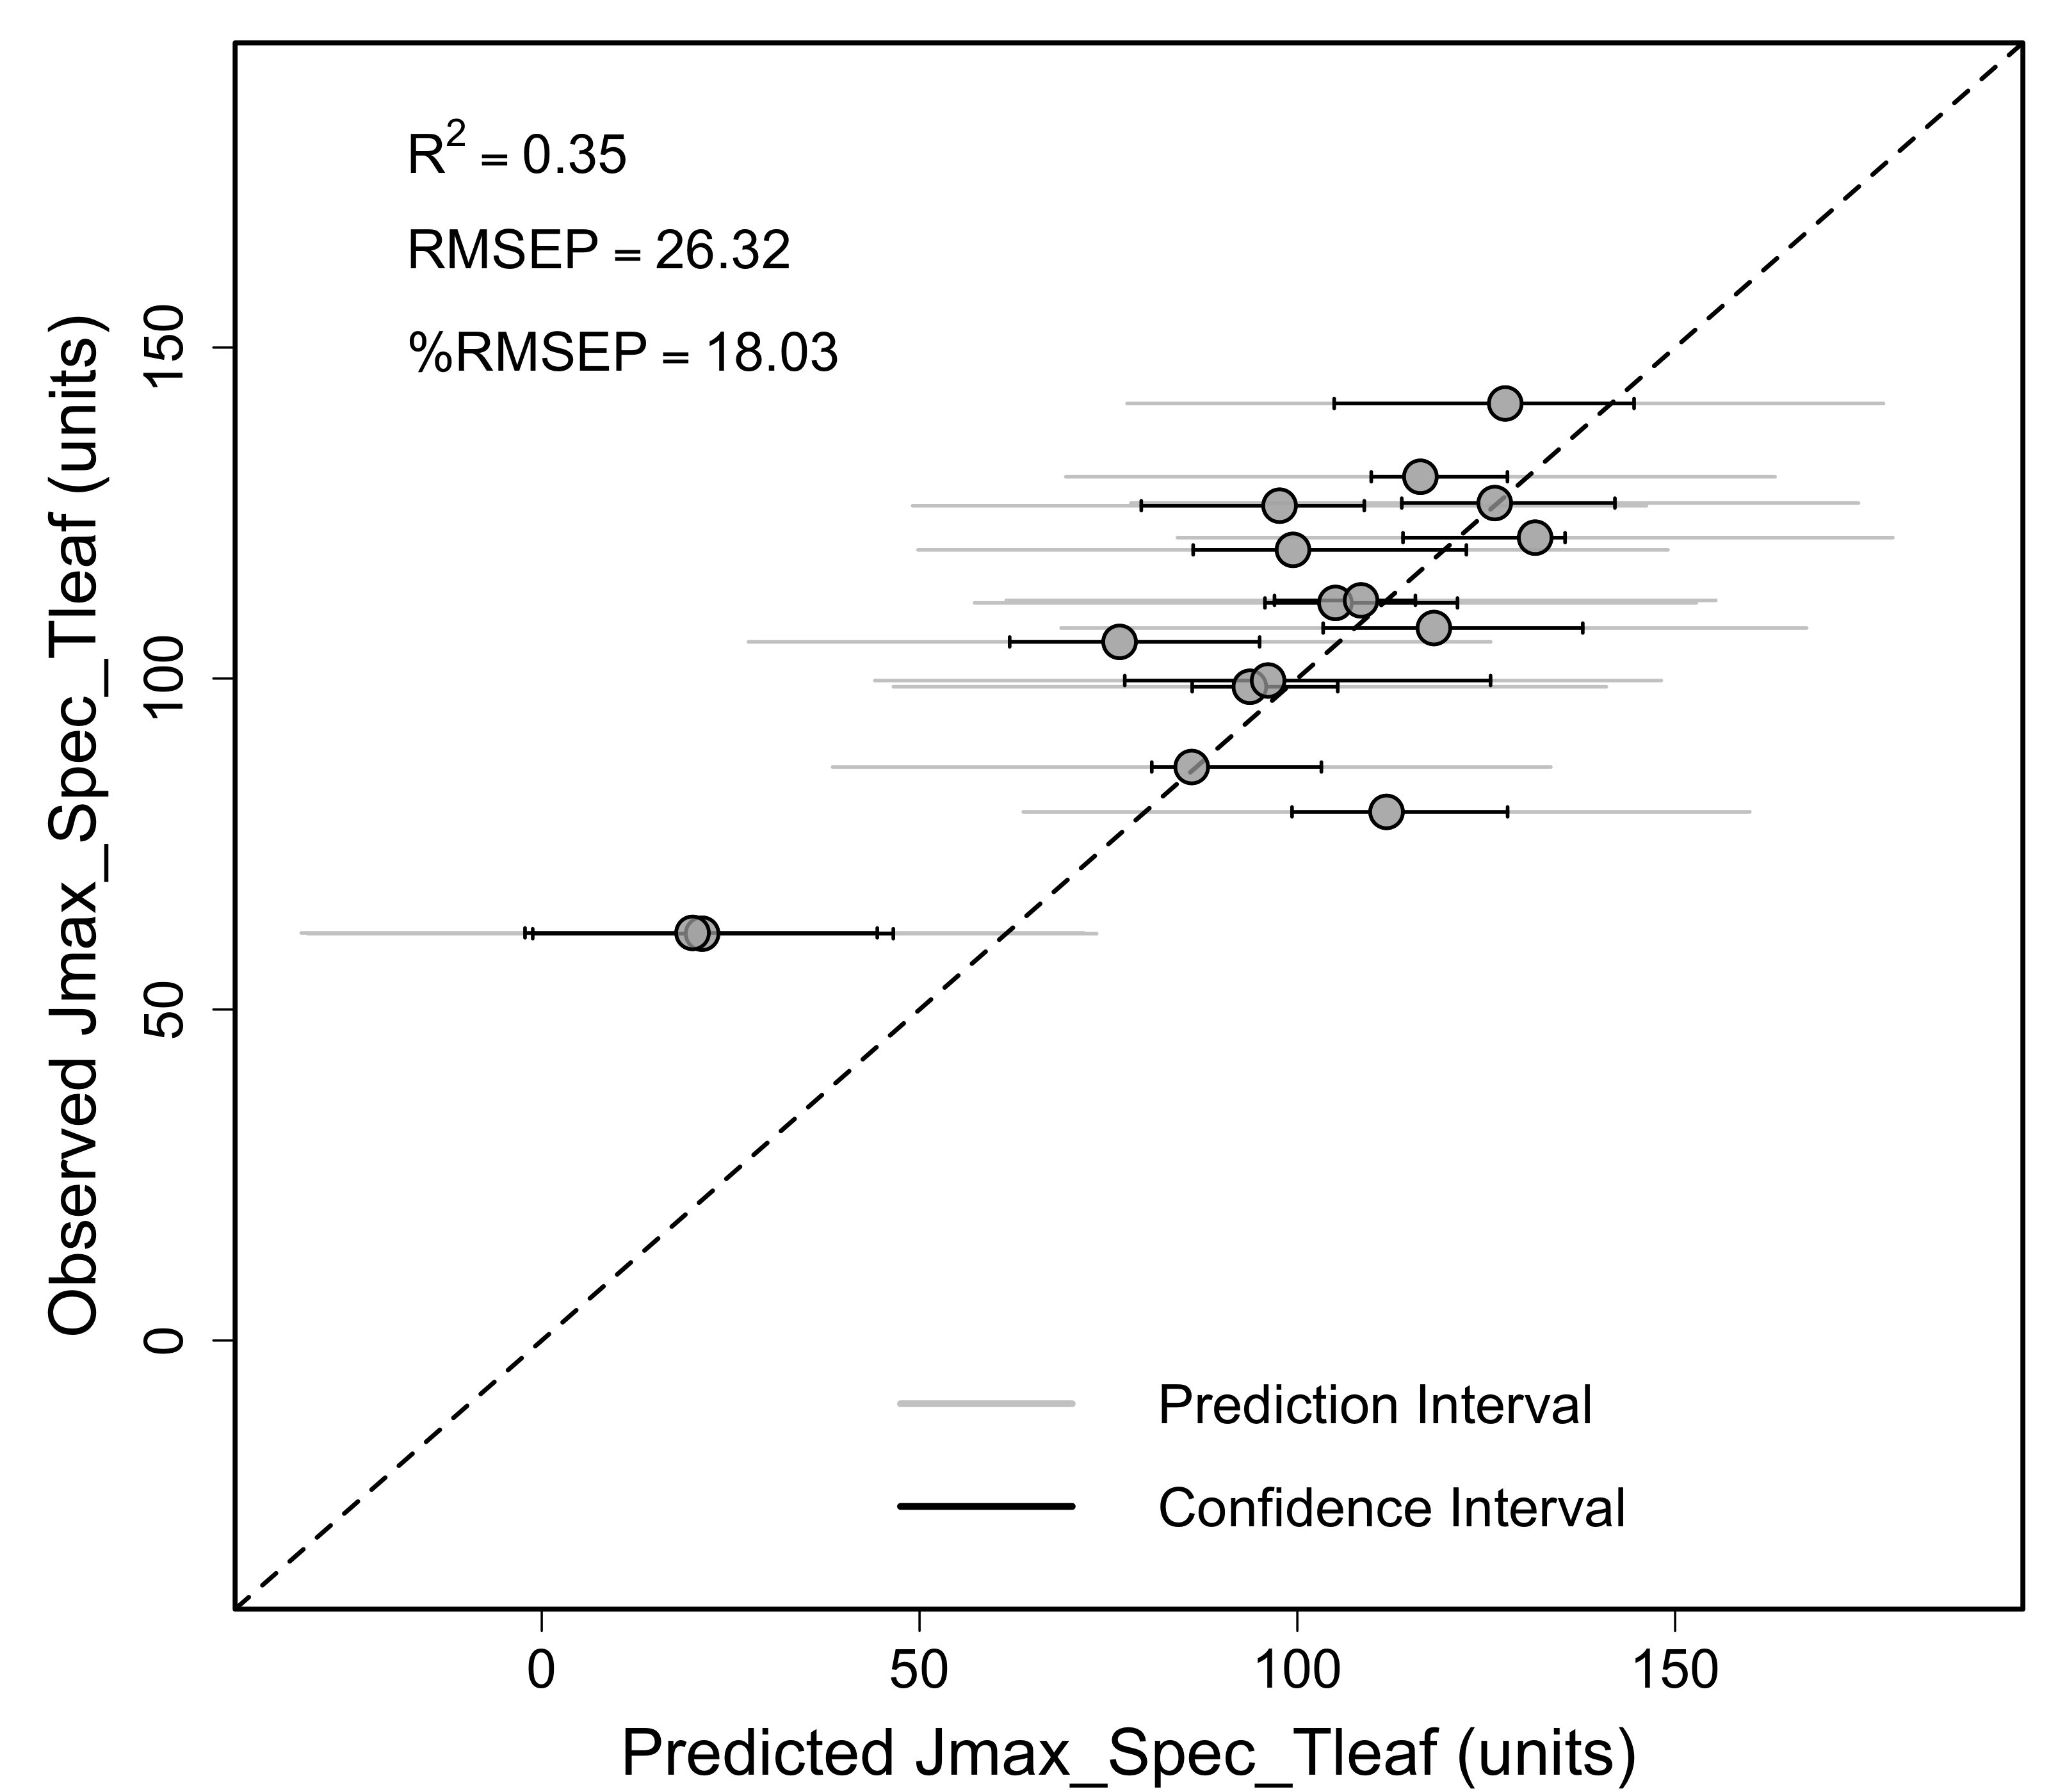 R² = 0.35
RMSEP = 26.32
%RMSEP = 18.03
Observed Jmax_Spec_Tleaf (units)
150
100
50
0
Prediction Interval
Confidence Interval
0 50 100 150
Predicted Jmax_Spec_Tleaf (units)